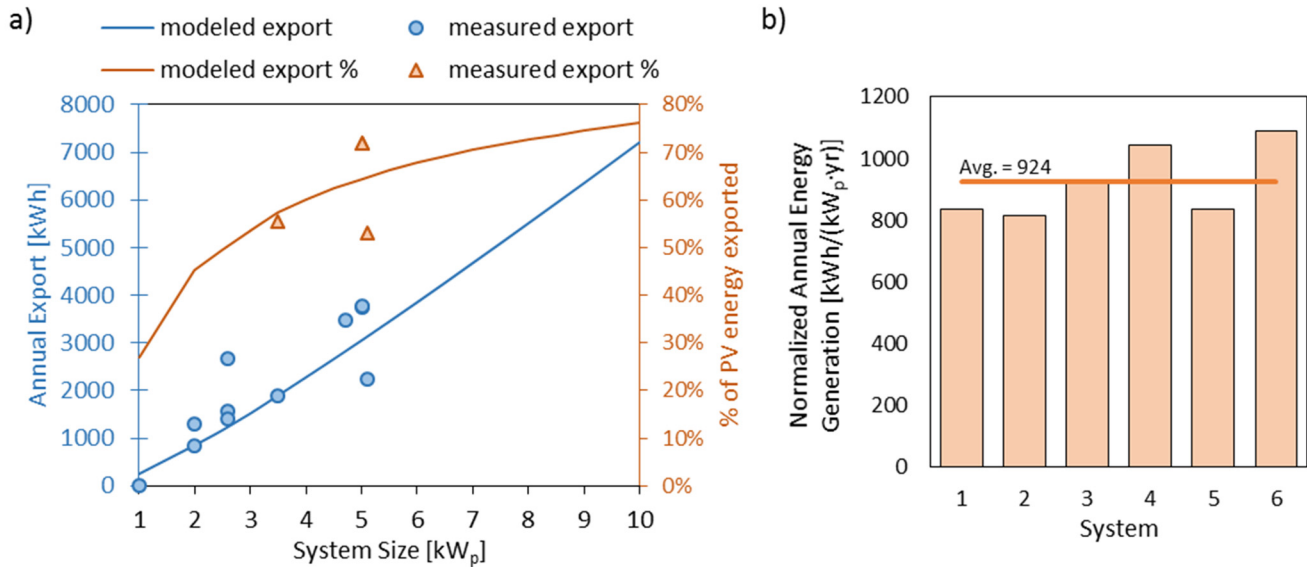 a)
modeled export
measured export
modeled export %
measured export %
Annual Export [kWh]
8000
7000
6000
5000
4000
3000
2000
1000
0
80%
70%
60%
50%
40%
30%
20%
10%
0%
% of PV energy exported
1 2 3 4 5 6 7 8 9 10
System Size [kWp]
b)
Normalized Annual Energy
Generation [kWh/(kWp·yr)]
1200
1000
800
600
400
200
0
Avg. = 924
1 2 3 4 5 6
System